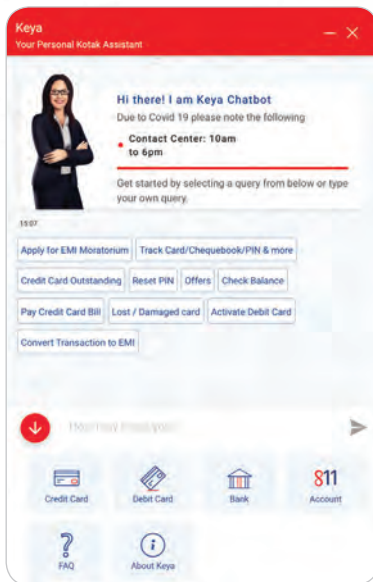 Keya
Your Personal Kotak Assistant
Hi there! I am Keya Chatbot
Due to Covid 19 please note the following
Contact Center: 10am
to 6pm
Get started by selecting a query from below or type
your own query.
15:07
Apply for EMI Moratorium Track Card/Chequebook/PIN & more
Credit Card Outstanding Reset PIN Offers Check Balance
Pay Credit Card Bill Lost / Damaged card Activate Debit Card
Convert Transaction to EMI
How may I help you
Credit Card Debit Card Bank 811 Account
FAQ About Keya